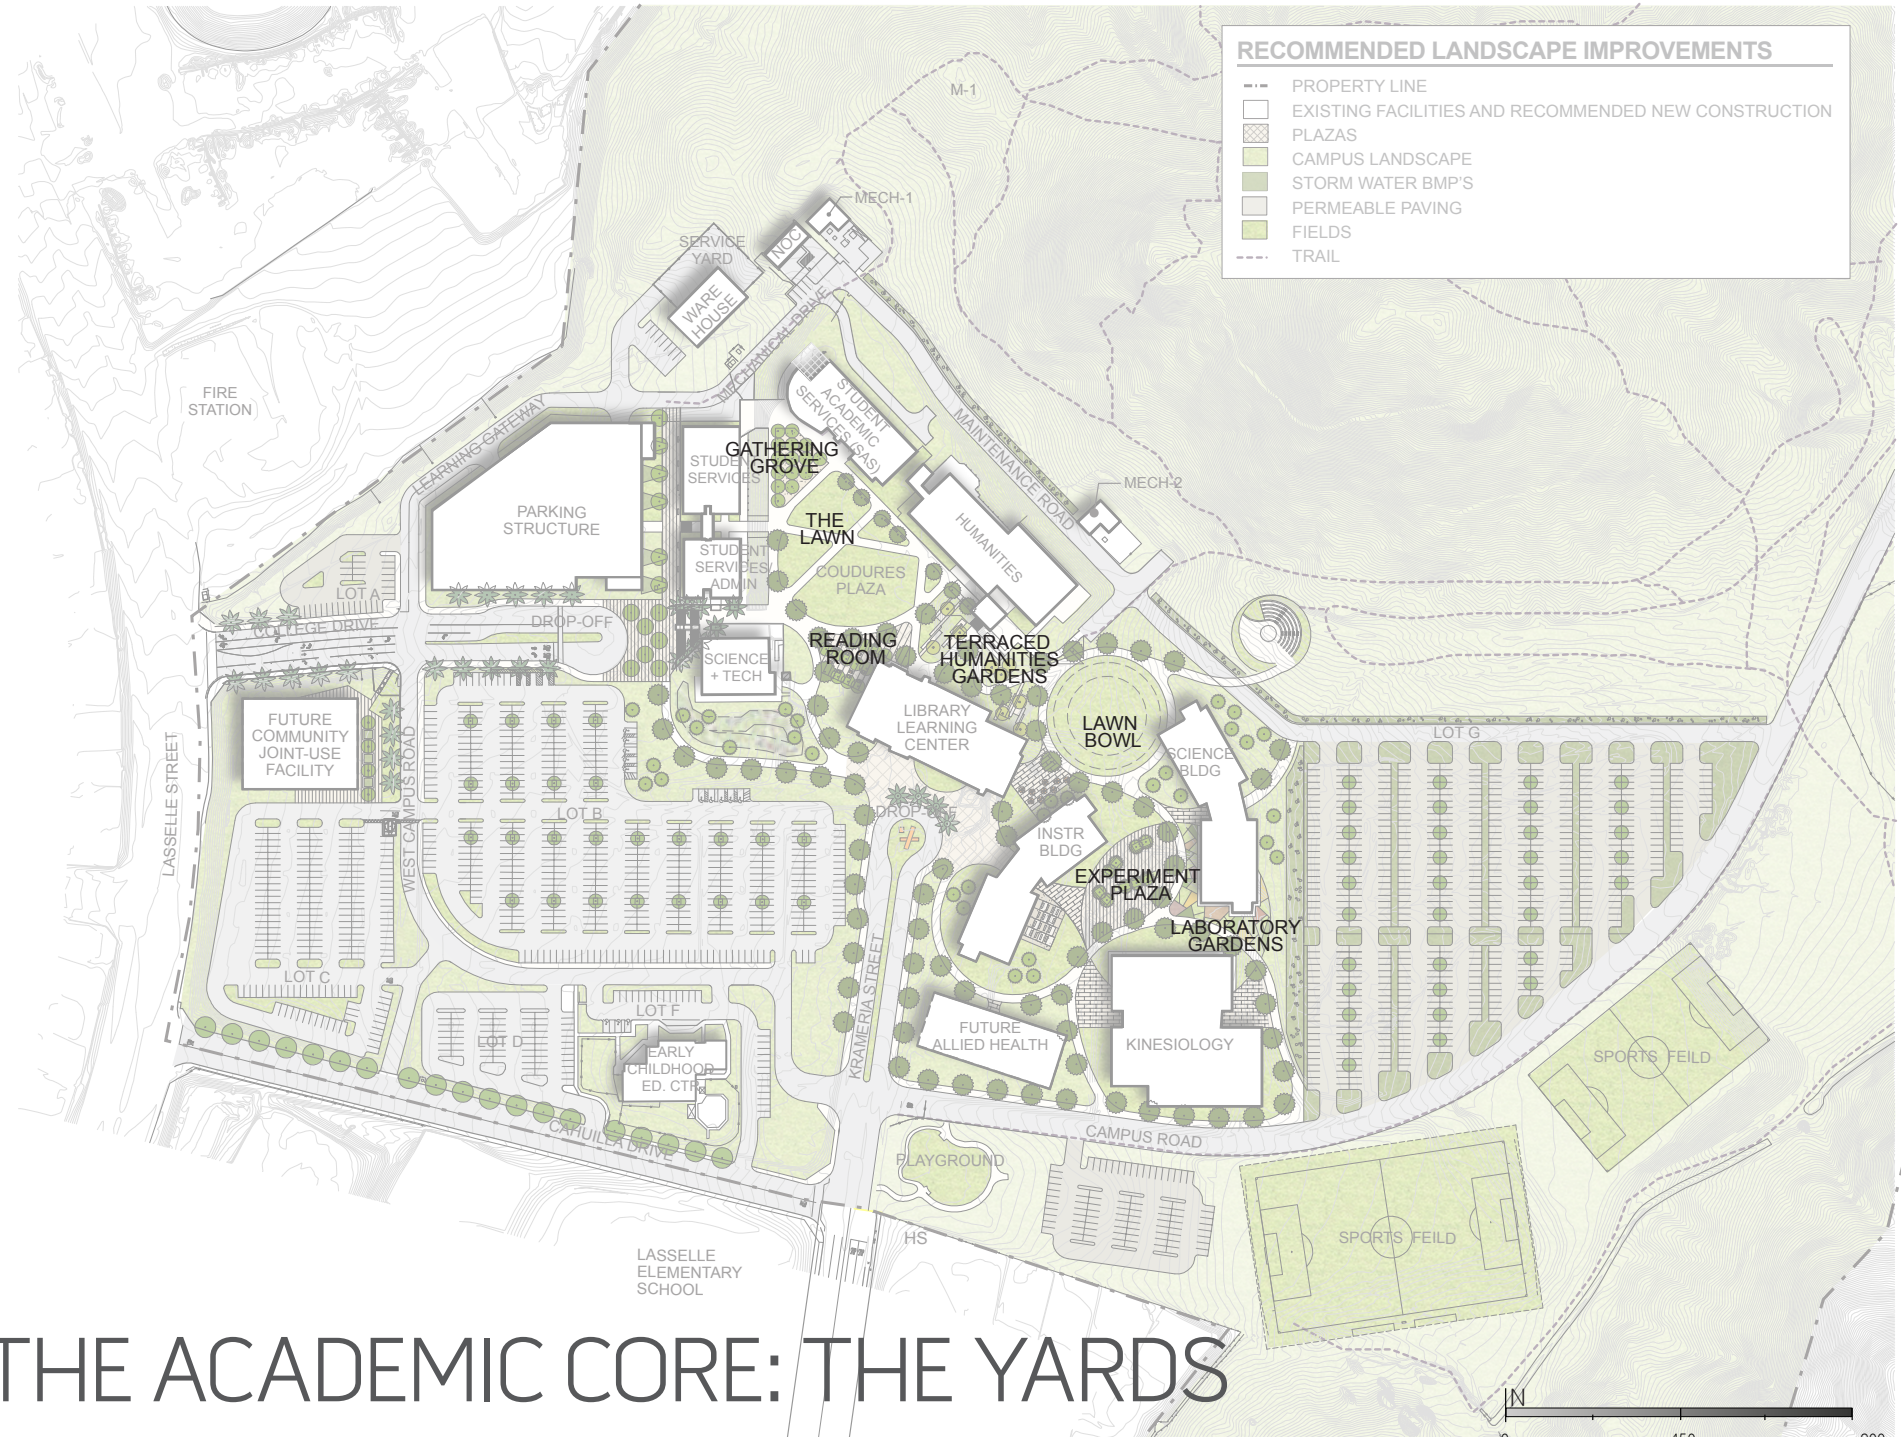 RECOMMENDED LANDSCAPE IMPROVEMENTS
PROPERTY LINE
EXISTING FACILITIES AND RECOMMENDED NEW CONSTRUCTION
PLAZAS
CAMPUS LANDSCAPE
STORM WATER BMP'S
PERMEABLE PAVING
FIELDS
TRAIL
M-1
MECH-1
SERVICE
YARD
NOC
WARE
HOUSE
MECHANICAL DRIVE
FIRE
STATION
LEARNING GATEWAY
STUDENT
ACADEMIC
SERVICES (SAS)
MAINTENANCE ROAD
STUDENT
SERVICES
GATHERING
GROVE
PARKING
STRUCTURE
MECH-2
HUMANITIES
THE
LAWN
STUDENT
SERVICES/
ADMIN
COUDURES
PLAZA
LOT A
COLLEGE DRIVE
DROP-OFF
READING
ROOM
TERRACED
HUMANITIES
GARDENS
SCIENCE
+ TECH
FUTURE
COMMUNITY
JOINT-USE
FACILITY
LIBRARY
LEARNING
CENTER
LAWN
BOWL
SCIENCE
BLDG
LOT G
LASSELLE STREET
WEST CAMPUS ROAD
LOT B
DROP-OFF
INSTR
BLDG
EXPERIMENT
PLAZA
LABORATORY
GARDENS
LOT C
KRAMERIA STREET
LOT F
LOT D
EARLY
CHILDHOOD
ED. CTR
FUTURE
ALLIED HEALTH
KINESIOLOGY
SPORTS FEILD
CAHUILLA DRIVE
CAMPUS ROAD
PLAYGROUND
HS
SPORTS FEILD
LASSELLE
ELEMENTARY
SCHOOL
THE ACADEMIC CORE: THE YARDS
N